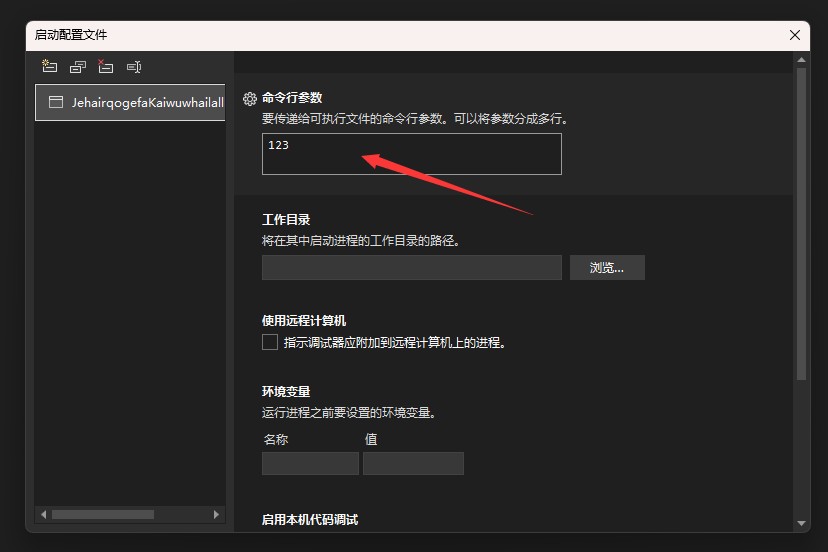 启动配置文件
JehairqogefaKaiwuwhailall
命令行参数
要传递给可执行文件的命令行参数。可以将参数分成多行。
123
工作目录
将在其中启动进程的工作目录的路径。
浏览...
使用远程计算机
指示调试器应附加到远程计算机上的进程。
环境变量
运行进程之前要设置的环境变量。
名称 值
启用本机代码调试